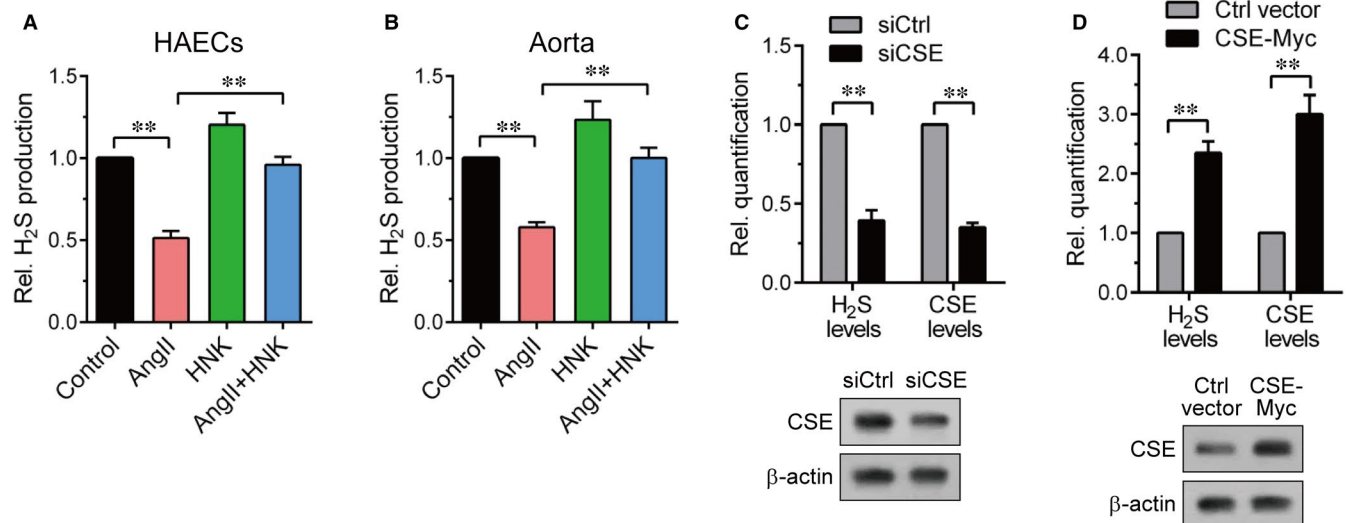 A
HAECs
Rel. H₂S production
1.5
1.0
0.5
0.0
**
**
Control
AngII
HNK
AngII+HNK
B
Aorta
Rel. H₂S production
1.5
1.0
0.5
0.0
**
**
Control
AngII
HNK
AngII+HNK
C
siCtrl
siCSE
Rel. quantification
1.5
1.0
0.5
0.0
**
**
H₂S
levels
CSE
levels
siCtrl siCSE
CSE
β-actin
D
Ctrl vector
CSE-Myc
Rel. quantification
4.0
3.0
2.0
1.0
0.0
**
**
H₂S
levels
CSE
levels
Ctrl
vector
CSE-
Myc
CSE
β-actin